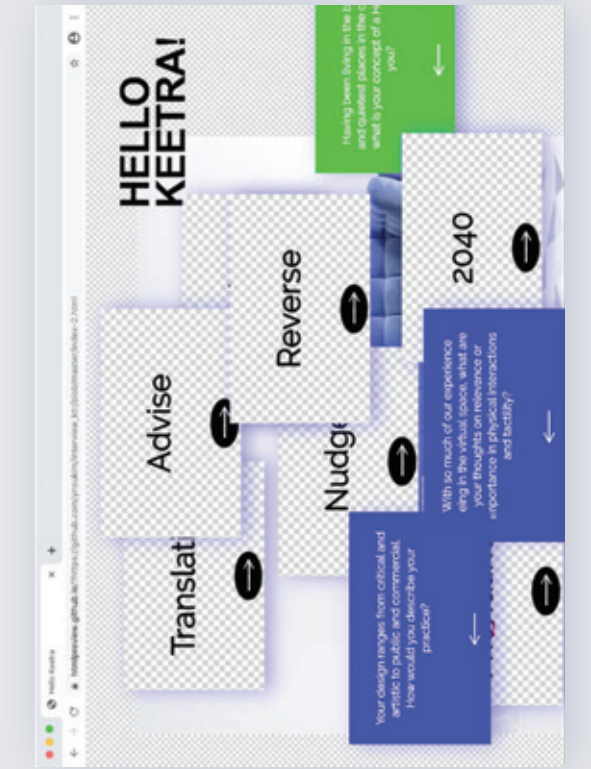 Hello Keetra
HELLO
KEETRA!
Translati
Advise
Reverse
Nudge
2040
Having been living in the b
and quietest places in the c
what is your concept of a H
you?
With so much of our experience
eing in the virtual space, what are
your thoughts on relevance or
mportance in physical interactions
and tactility?
Your design ranges from critical and
artistic to public and commercial.
How would you describe your
practice?